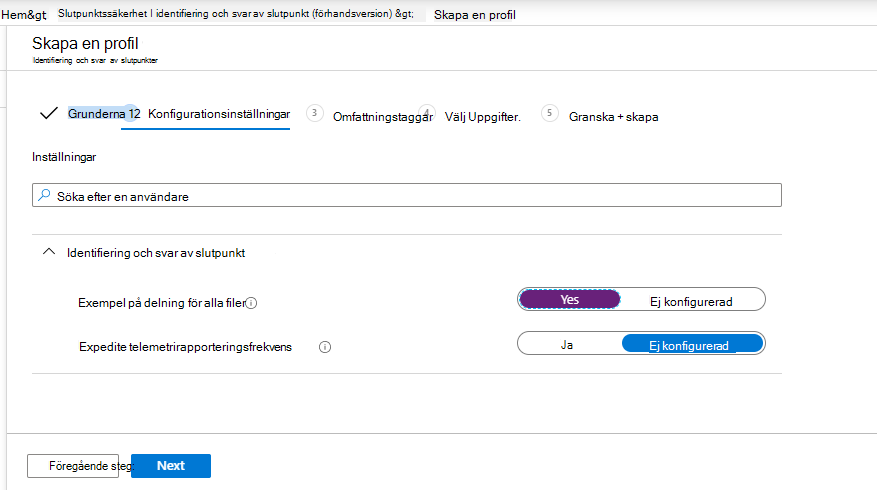 Hem&gt; Slutpunktssäkerhet I identifiering och svar av slutpunkt (förhandsversion) &gt; Skapa en profil
Skapa en profil
Identifiering och svar av slutpunkter
Grunderna 12 Konfigurationsinställningar 3 Omfattningstaggar 4 Välj Uppgifter. 5 Granska + skapa
Inställningar
Söka efter en användare
Identifiering och svar av slutpunkt
Exempel på delning för alla filer Yes Ej konfigurerad
Expedite telemetrirapporteringsfrekvens Ja Ej konfigurerad
Föregående steg: Next